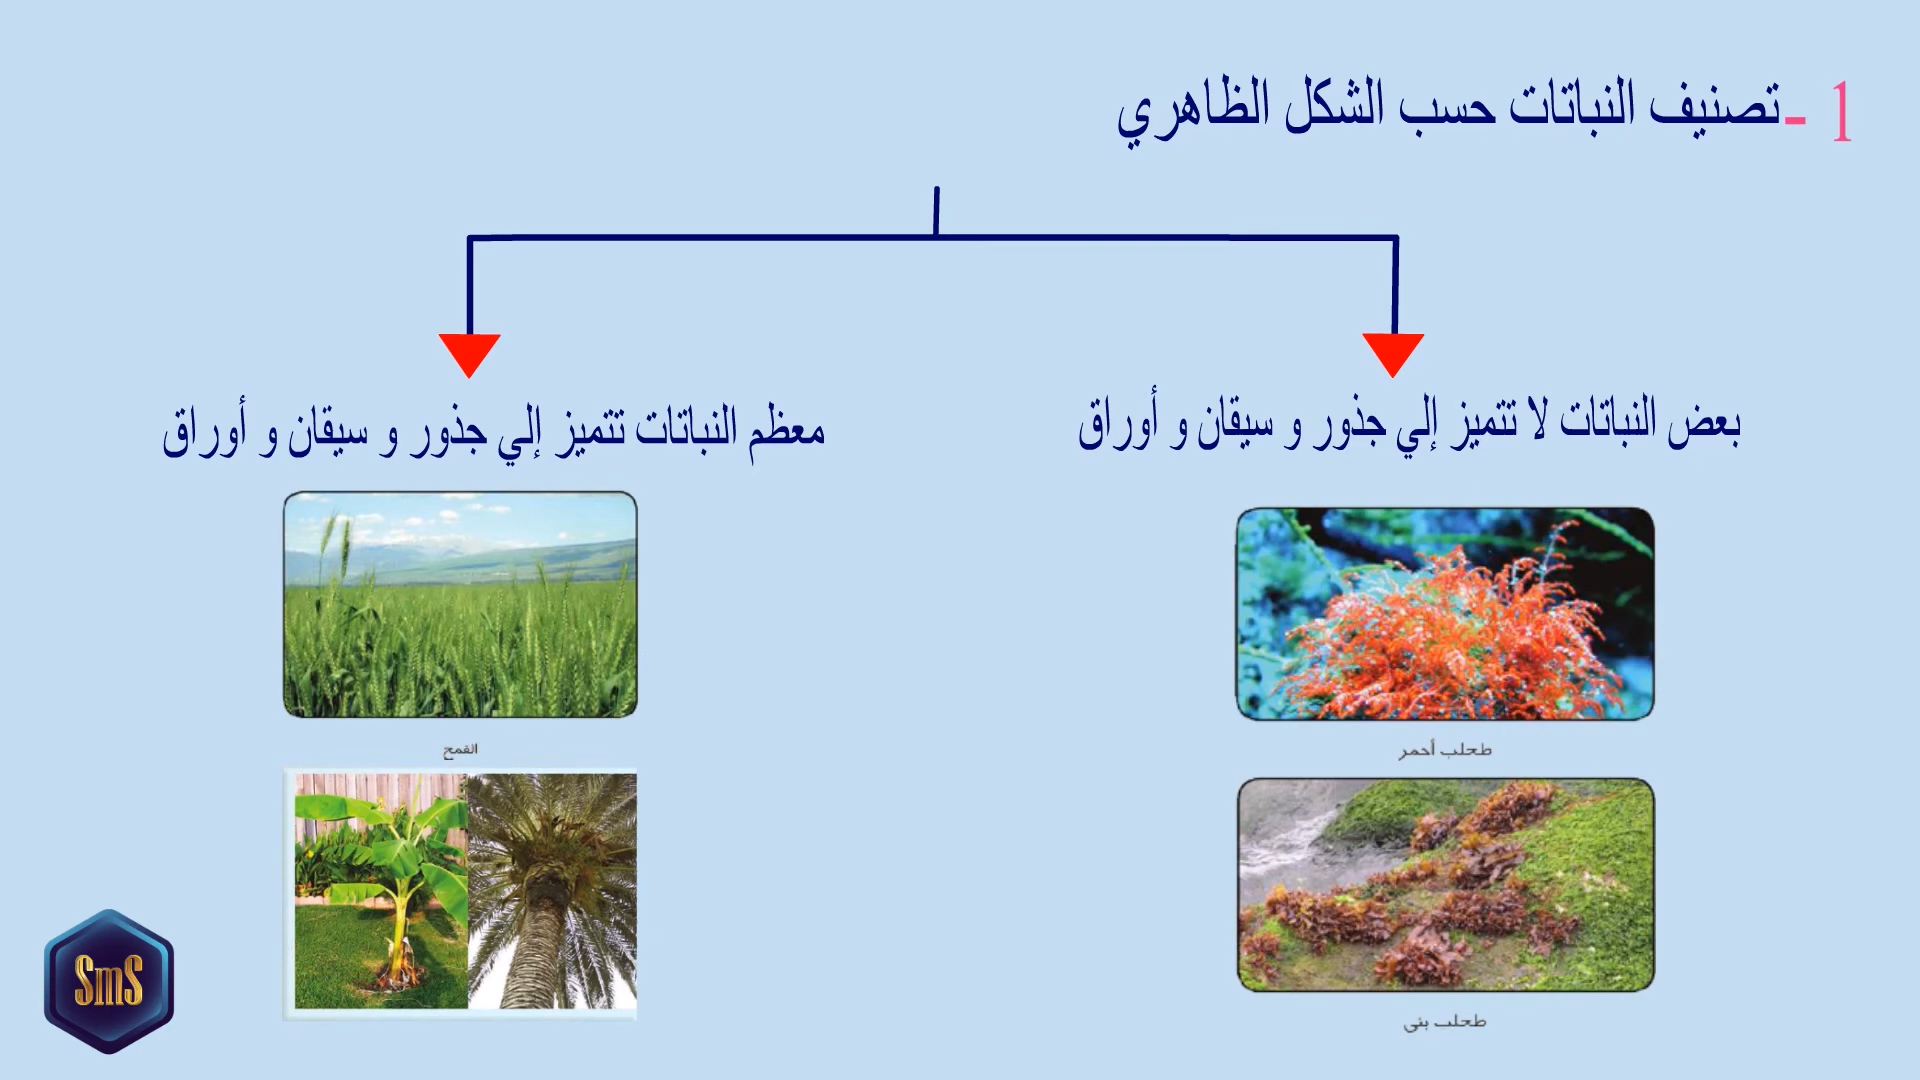 1 -تصنيف النباتات حسب الشكل الظاهري
بعض النباتات لا تتميز إلي جذور و سيقان و أوراق
معظم النباتات تتميز إلي جذور و سيقان و أوراق
طحلب أحمر
القمح
طحلب بنى
SmS